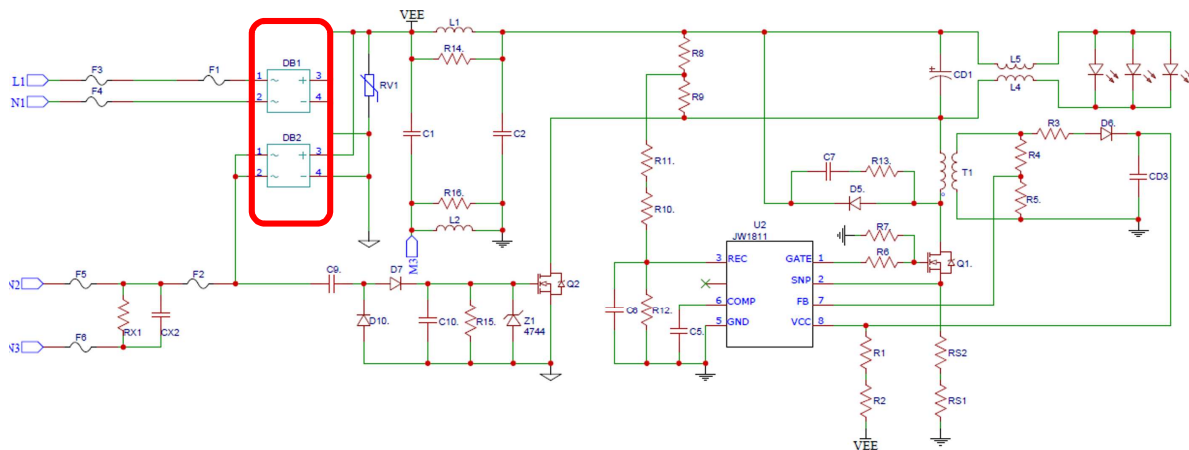 VEE
L1
R14.
R8
L5
L4
CD1
+
F3
F1
L1
F4
N1
DB1
1
3
~
+
2
4
~
−
RV1
R9
C1
C2
R3
D6.
DB2
1
3
~
+
2
4
~
−
R11.
C7
R13.
T1
R4
CD3
R16.
R5.
D5.
L2
R10.
U2
JW1811
R7
M3
3
REC
GATE
1
R6
Q1.
F5
F2
N2
C9.
D7
Q2
SNP
2
RX1
CX2
D10.
C10.
R15.
Z1
4744
C6
R12.
6
COMP
FB
7
C5.
5
GND
VCC
8
F6
N3
R1
RS2
R2
RS1
VEE